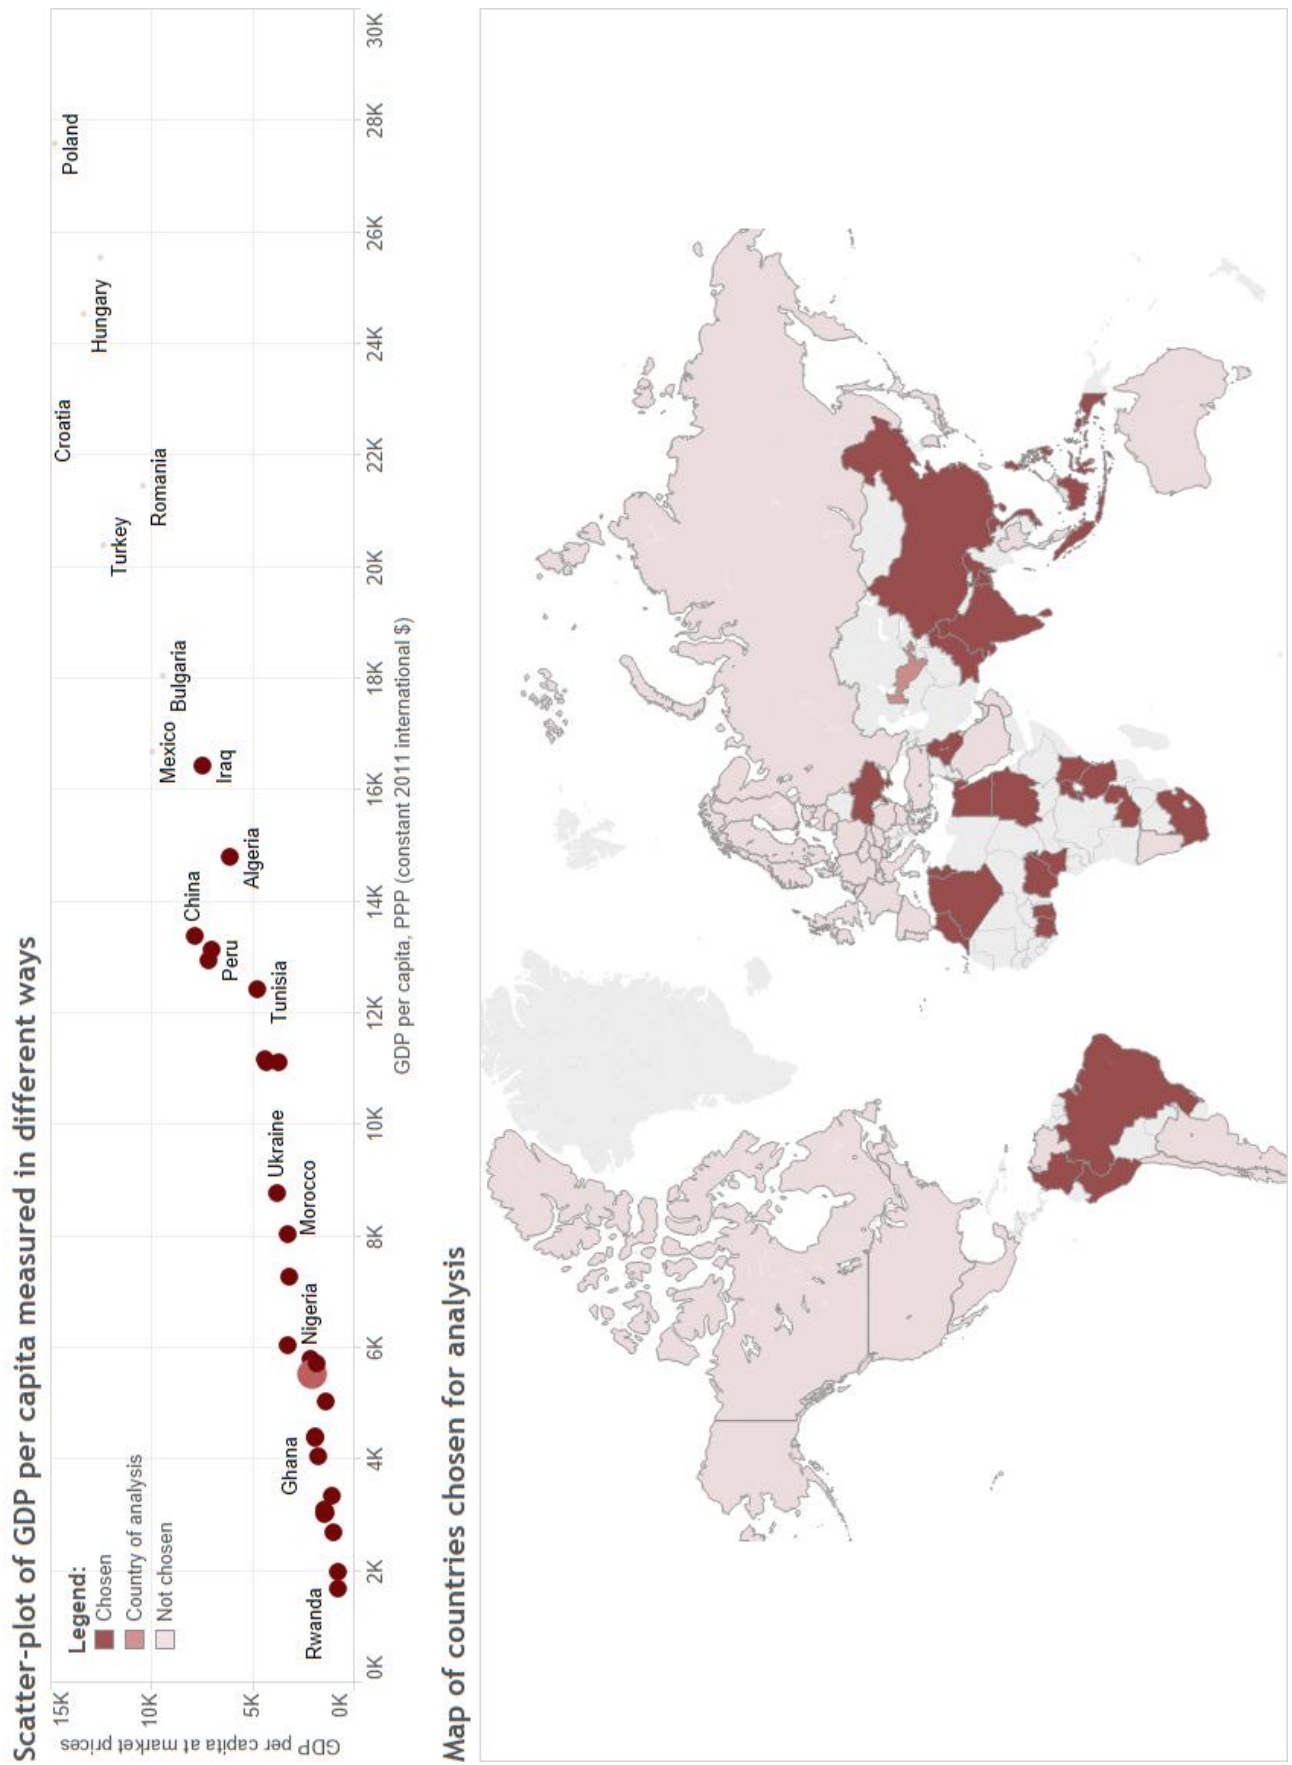 Scatter-plot of GDP per capita measured in different ways
15K
10K
5K
0K
GDP per capita at market prices
Legend:
Chosen
Country of analysis
Not chosen
Rwanda
Ghana
Nigeria
Morocco
Ukraine
Tunisia
Peru
China
Algeria
Iraq
Mexico
Bulgaria
Turkey
Romania
Croatia
Hungary
Poland
0K
2K
4K
6K
8K
10K
12K
14K
16K
18K
20K
22K
24K
26K
28K
30K
GDP per capita, PPP (constant 2011 international $)
Map of countries chosen for analysis